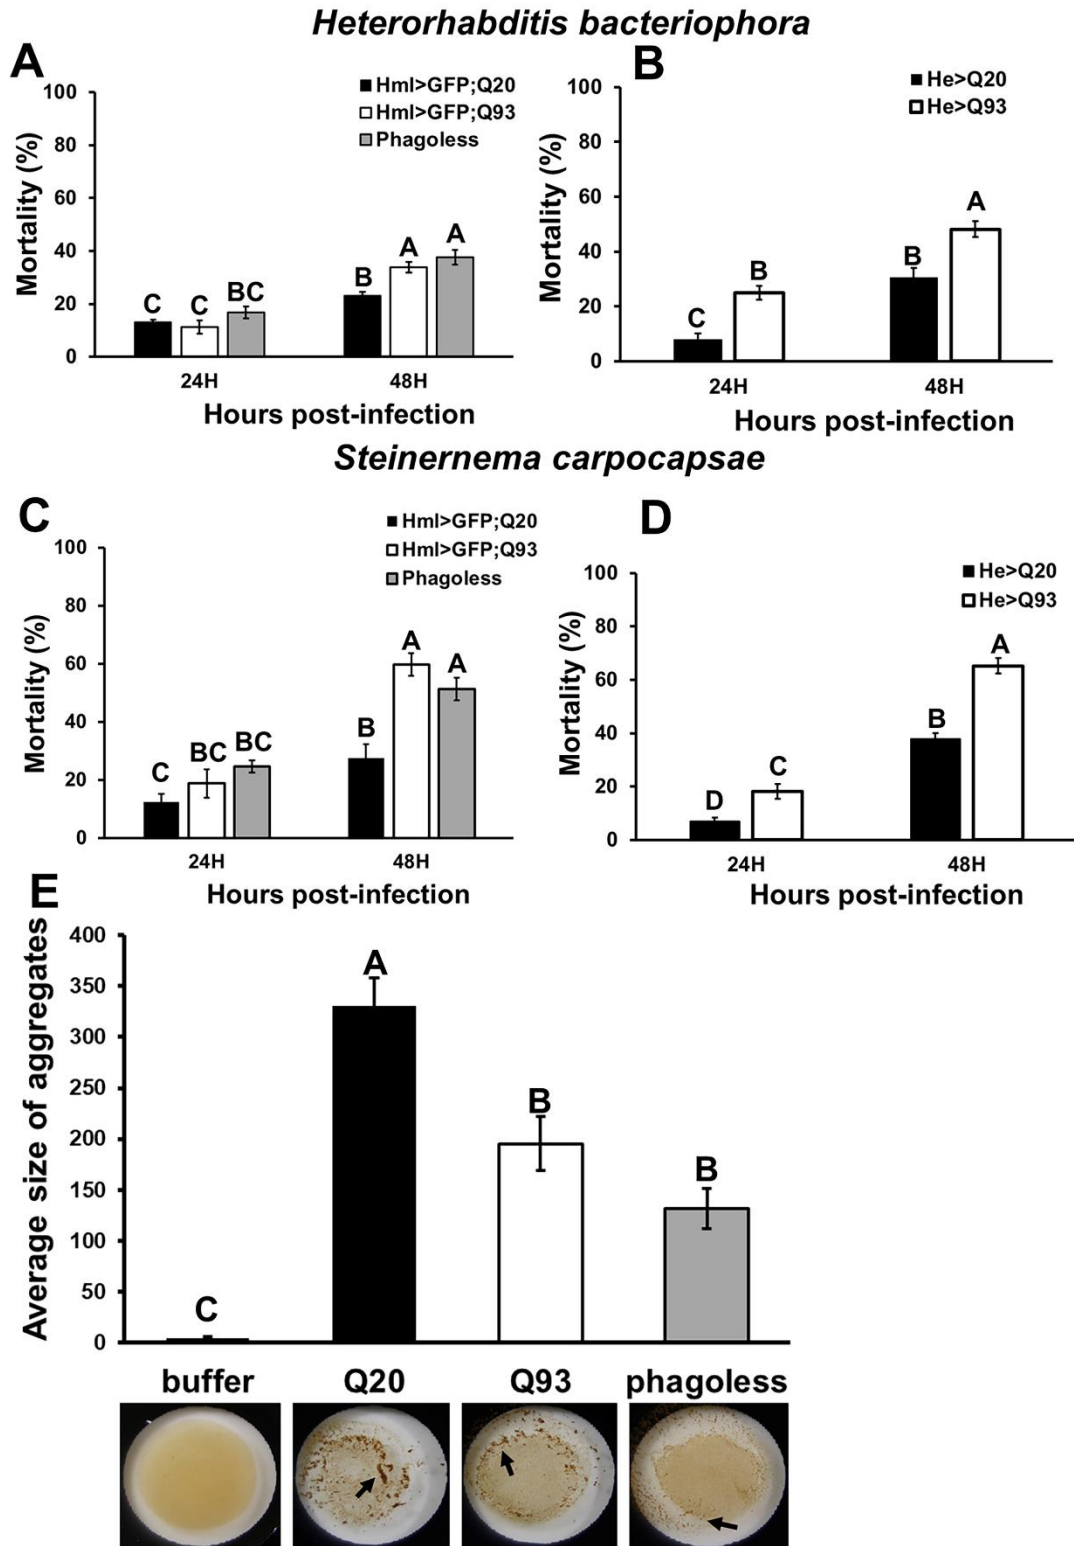 Heterorhabditis bacteriophora
A
Hml>GFP;Q20
Hml>GFP;Q93
Phagoless
Mortality (%)
100
80
60
40
20
0
C
C
BC
B
A
A
24H
48H
Hours post-infection
B
He>Q20
He>Q93
Mortality (%)
100
80
60
40
20
0
C
B
B
A
24H
48H
Hours post-infection
Steinernema carpocapsae
C
Hml>GFP;Q20
Hml>GFP;Q93
Phagoless
Mortality (%)
100
80
60
40
20
0
C
BC
BC
B
A
A
24H
48H
Hours post-infection
D
He>Q20
He>Q93
Mortality (%)
100
80
60
40
20
0
D
C
B
A
24H
48H
Hours post-infection
E
Average size of aggregates
400
350
300
250
200
150
100
50
0
C
A
B
B
buffer
Q20
Q93
phagoless